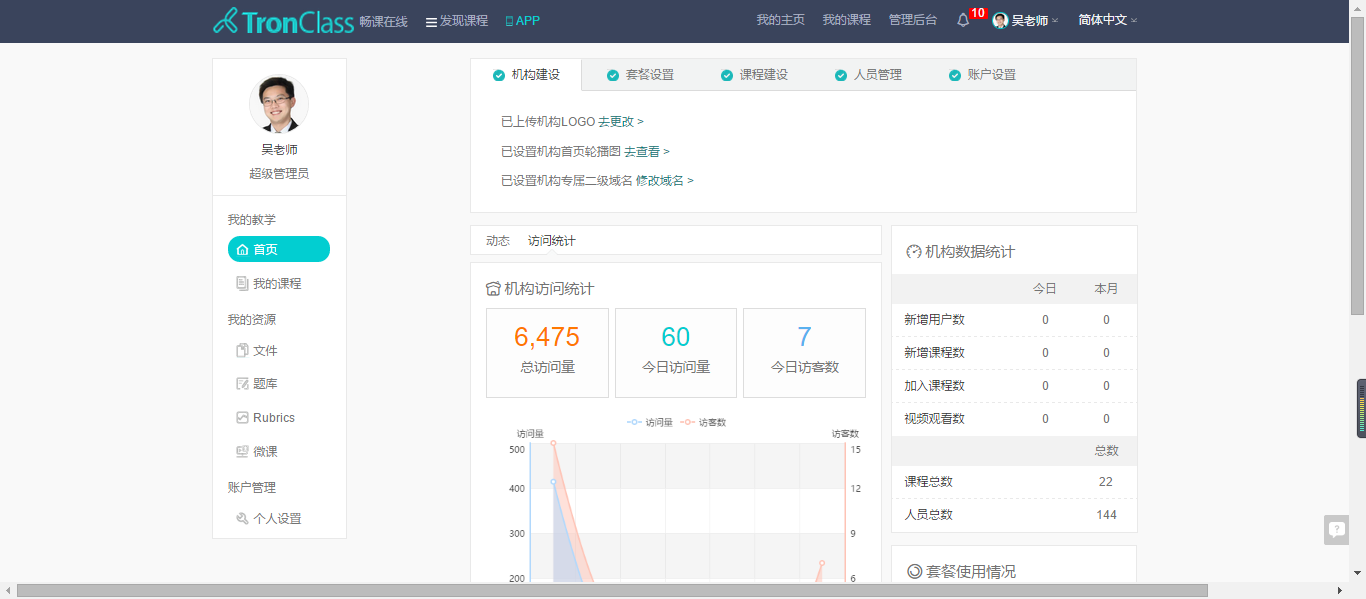 TronClass 畅课在线 发现课程 APP 我的主页 我的课程 管理后台 10 吴老师 简体中文
吴老师
超级管理员
我的教学
首页
我的课程
我的资源
文件
题库
Rubrics
微课
账户管理
个人设置
机构建设 套餐设置 课程建设 人员管理 账户设置
已上传机构LOGO 去更改 >
已设置机构首页轮播图 去查看 >
已设置机构专属二级域名 修改域名 >
动态 访问统计
机构访问统计
6,475 60 7
总访问量 今日访问量 今日访客数
访问量 访客数
访问量 访客数
500 15
400 12
300 9
200 6
机构数据统计
今日 本月
新增用户数 0 0
新增课程数 0 0
加入课程数 0 0
视频观看数 0 0
总数
课程总数 22
人员总数 144
套餐使用情况
?